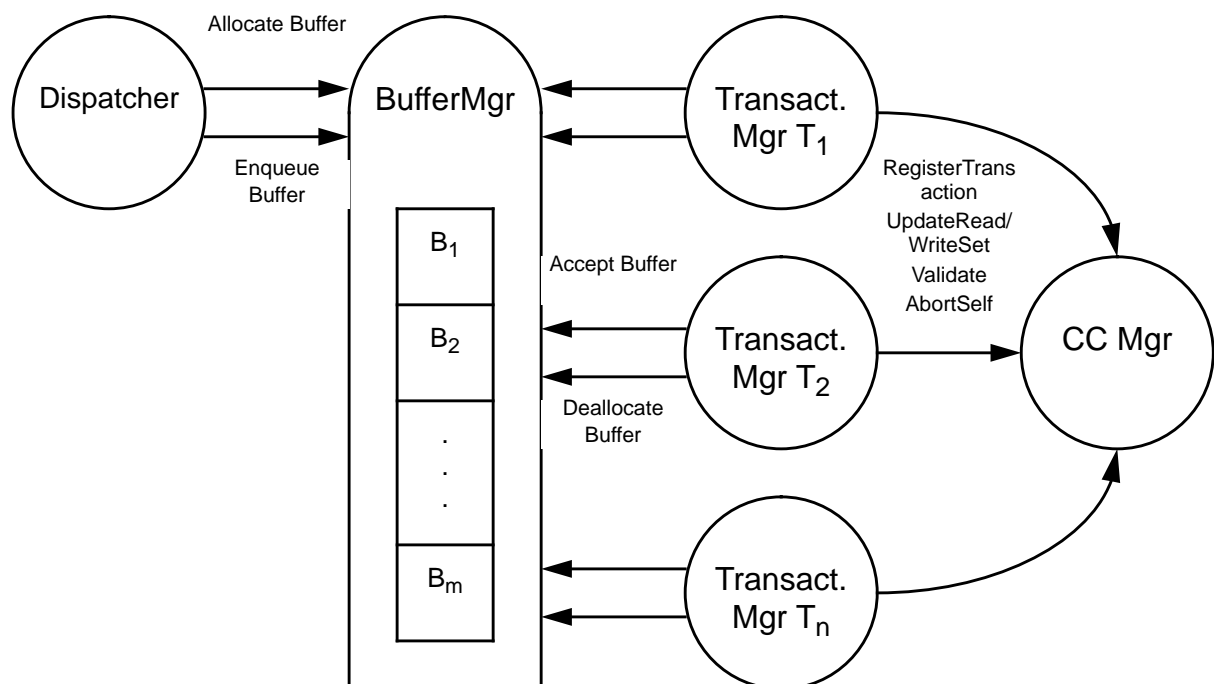 Allocate Buffer
Dispatcher
Enqueue
Buffer
BufferMgr
B1
B2
.
.
.
Bm
Accept Buffer
Deallocate
Buffer
Transact.
Mgr T1
Transact.
Mgr T2
Transact.
Mgr Tn
RegisterTrans
action
UpdateRead/
WriteSet
Validate
AbortSelf
CC Mgr